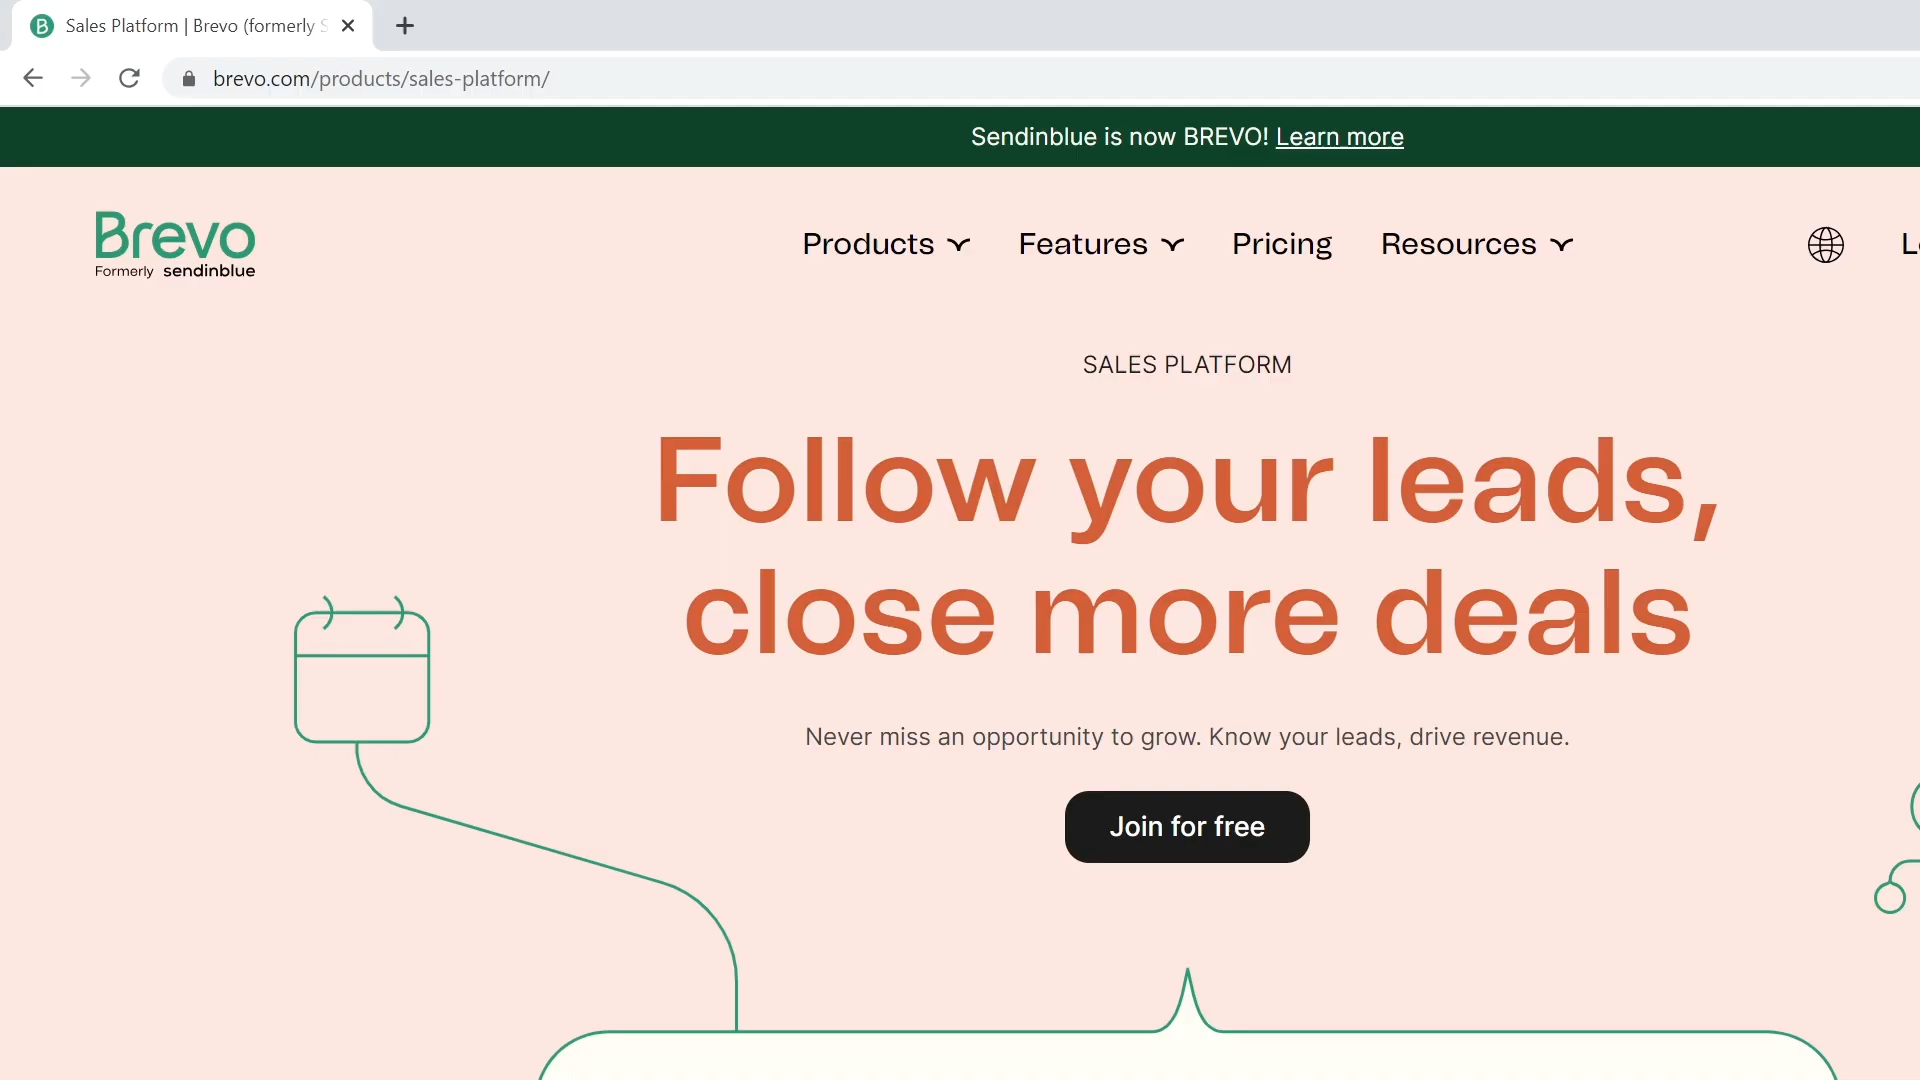 Sales Platform | Brevo (formerly S
brevo.com/products/sales-platform/
Sendinblue is now BREVO! Learn more
Brevo
Formerly sendinblue
Products
Features
Pricing
Resources
SALES PLATFORM
Follow your leads,
close more deals
Never miss an opportunity to grow. Know your leads, drive revenue.
Join for free